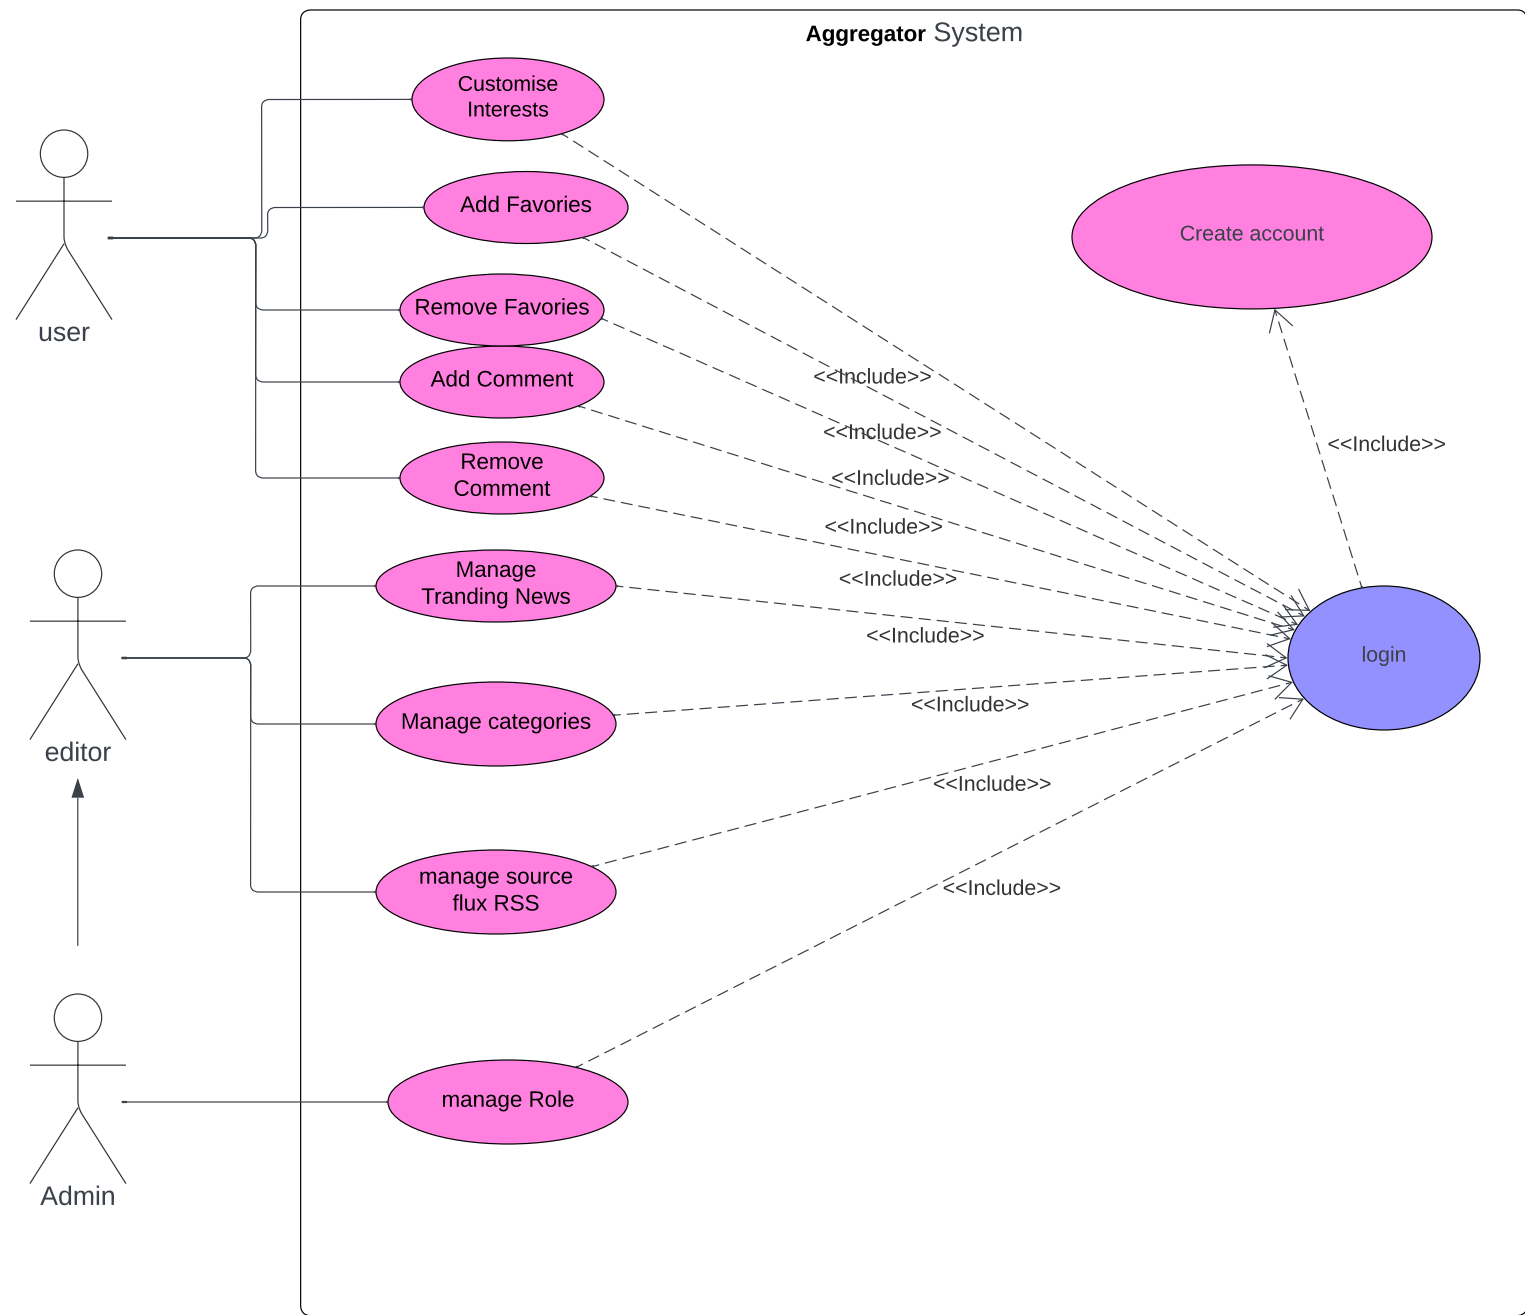 Aggregator System
Customise
Interests
Add Favories
Create account
user
Remove Favories
Add Comment
<<Include>>
<<Include>>
<<Include>>
Remove
Comment
<<Include>>
<<Include>>
Manage
Tranding News
<<Include>>
<<Include>>
login
editor
Manage categories
<<Include>>
<<Include>>
manage source
flux RSS
<<Include>>
manage Role
Admin